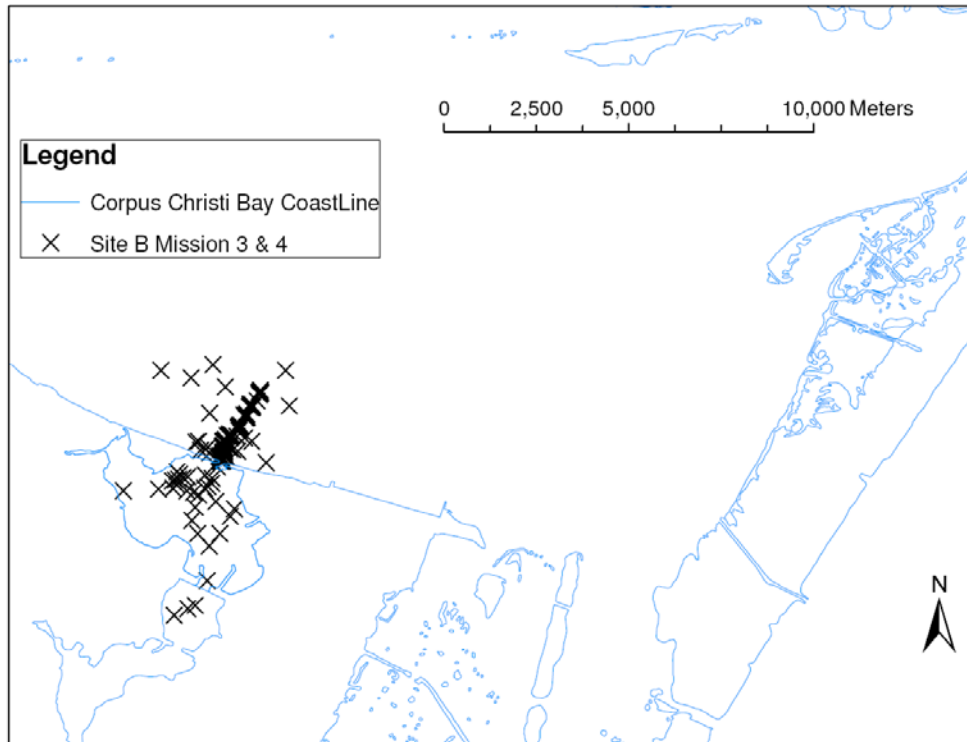 0 2,500 5,000 10,000 Meters
Legend
Corpus Christi Bay CoastLine
Site B Mission 3 & 4
N